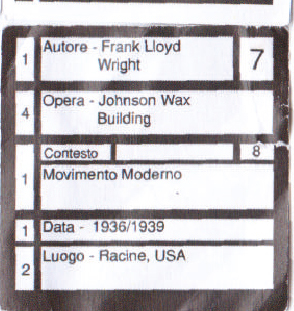 1 Autore - Frank Lloyd 7
Wright
4 Opera - Johnson Wax
Building
Contesto 8
1 Movimento Moderno
1 Data - 1936/1939
2 Luogo - Racine, USA